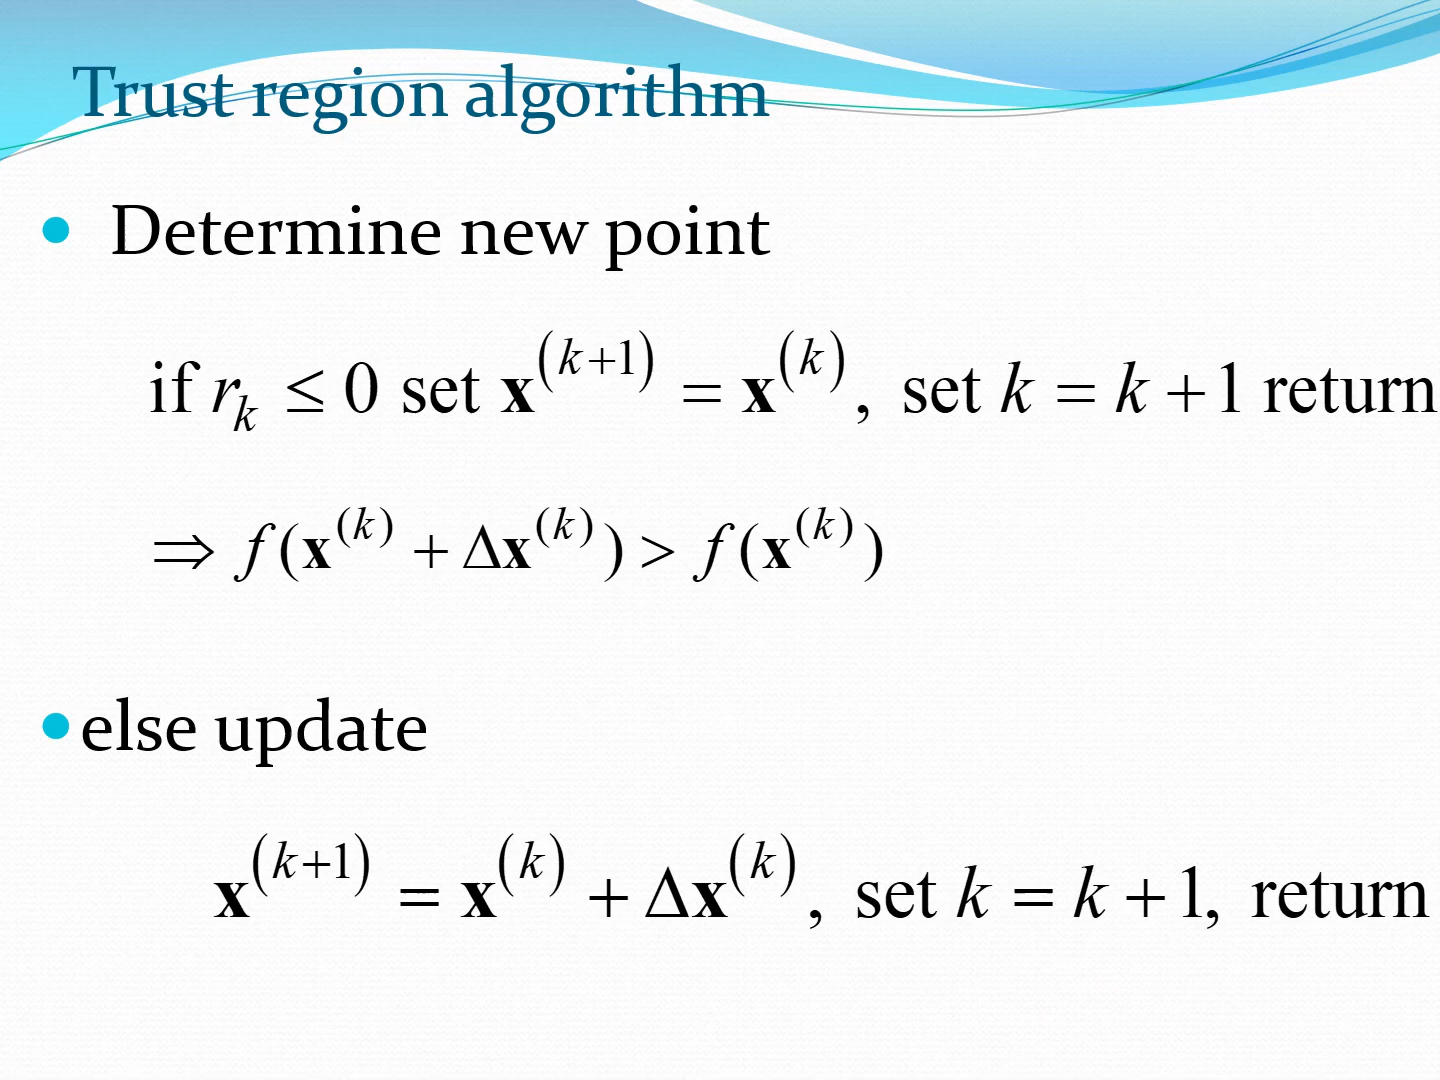 Trust region algorithm
• Determine new point
if r_k ≤ 0 set x^(k+1) = x^(k), set k = k + 1 return
⇒ f(x^(k) + Δx^(k)) > f(x^(k))
• else update
x^(k+1) = x^(k) + Δx^(k), set k = k + 1, return